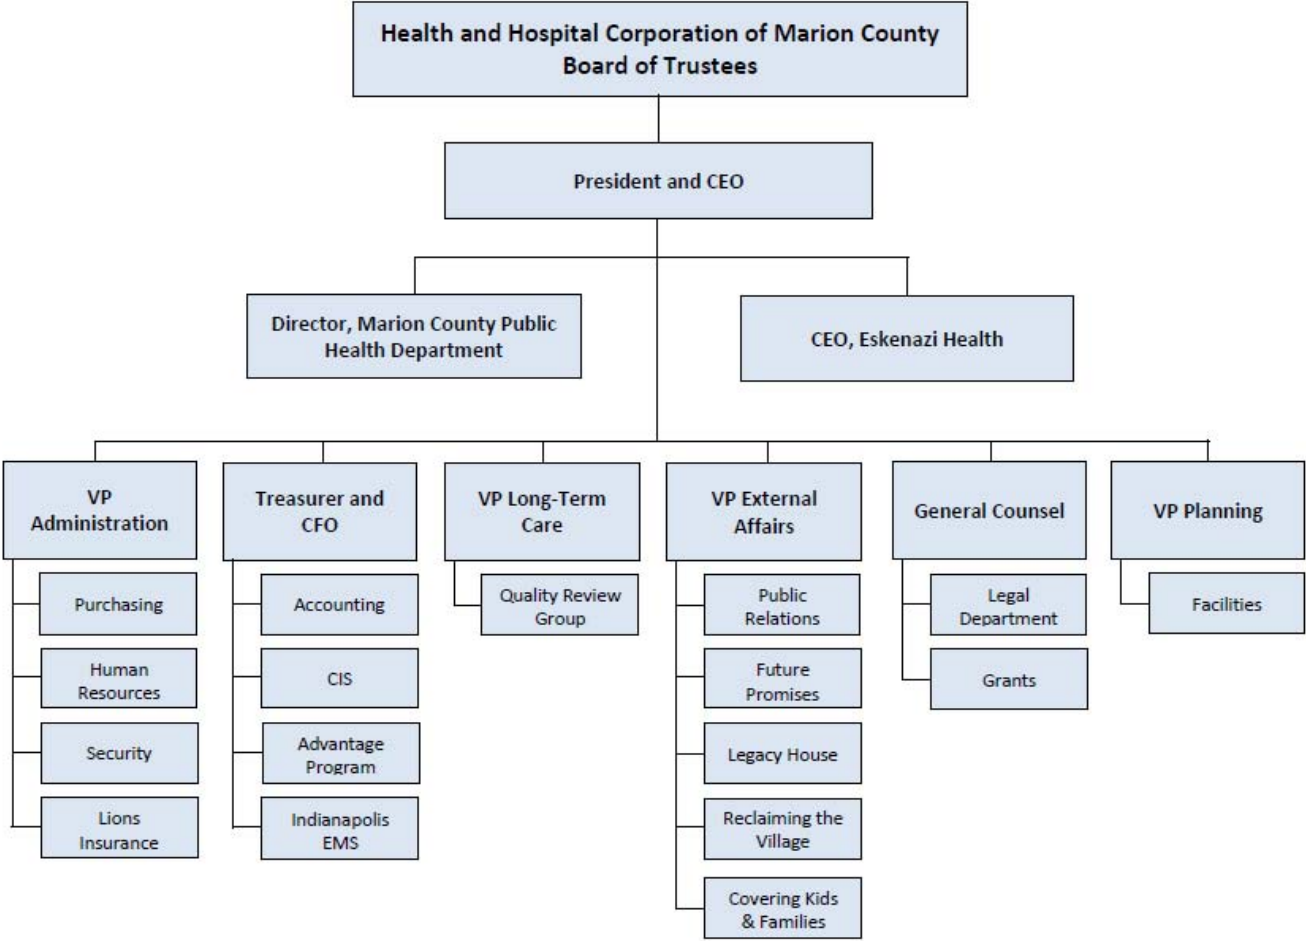 Health and Hospital Corporation of Marion County
Board of Trustees
President and CEO
Director, Marion County Public
Health Department
CEO, Eskenazi Health
VP
Administration
Purchasing
Human
Resources
Security
Lions
Insurance
Treasurer and
CFO
Accounting
CIS
Advantage
Program
Indianapolis
EMS
VP Long-Term
Care
Quality Review
Group
VP External
Affairs
Public
Relations
Future
Promises
Legacy House
Reclaiming the
Village
Covering Kids
& Families
General Counsel
Legal
Department
Grants
VP Planning
Facilities